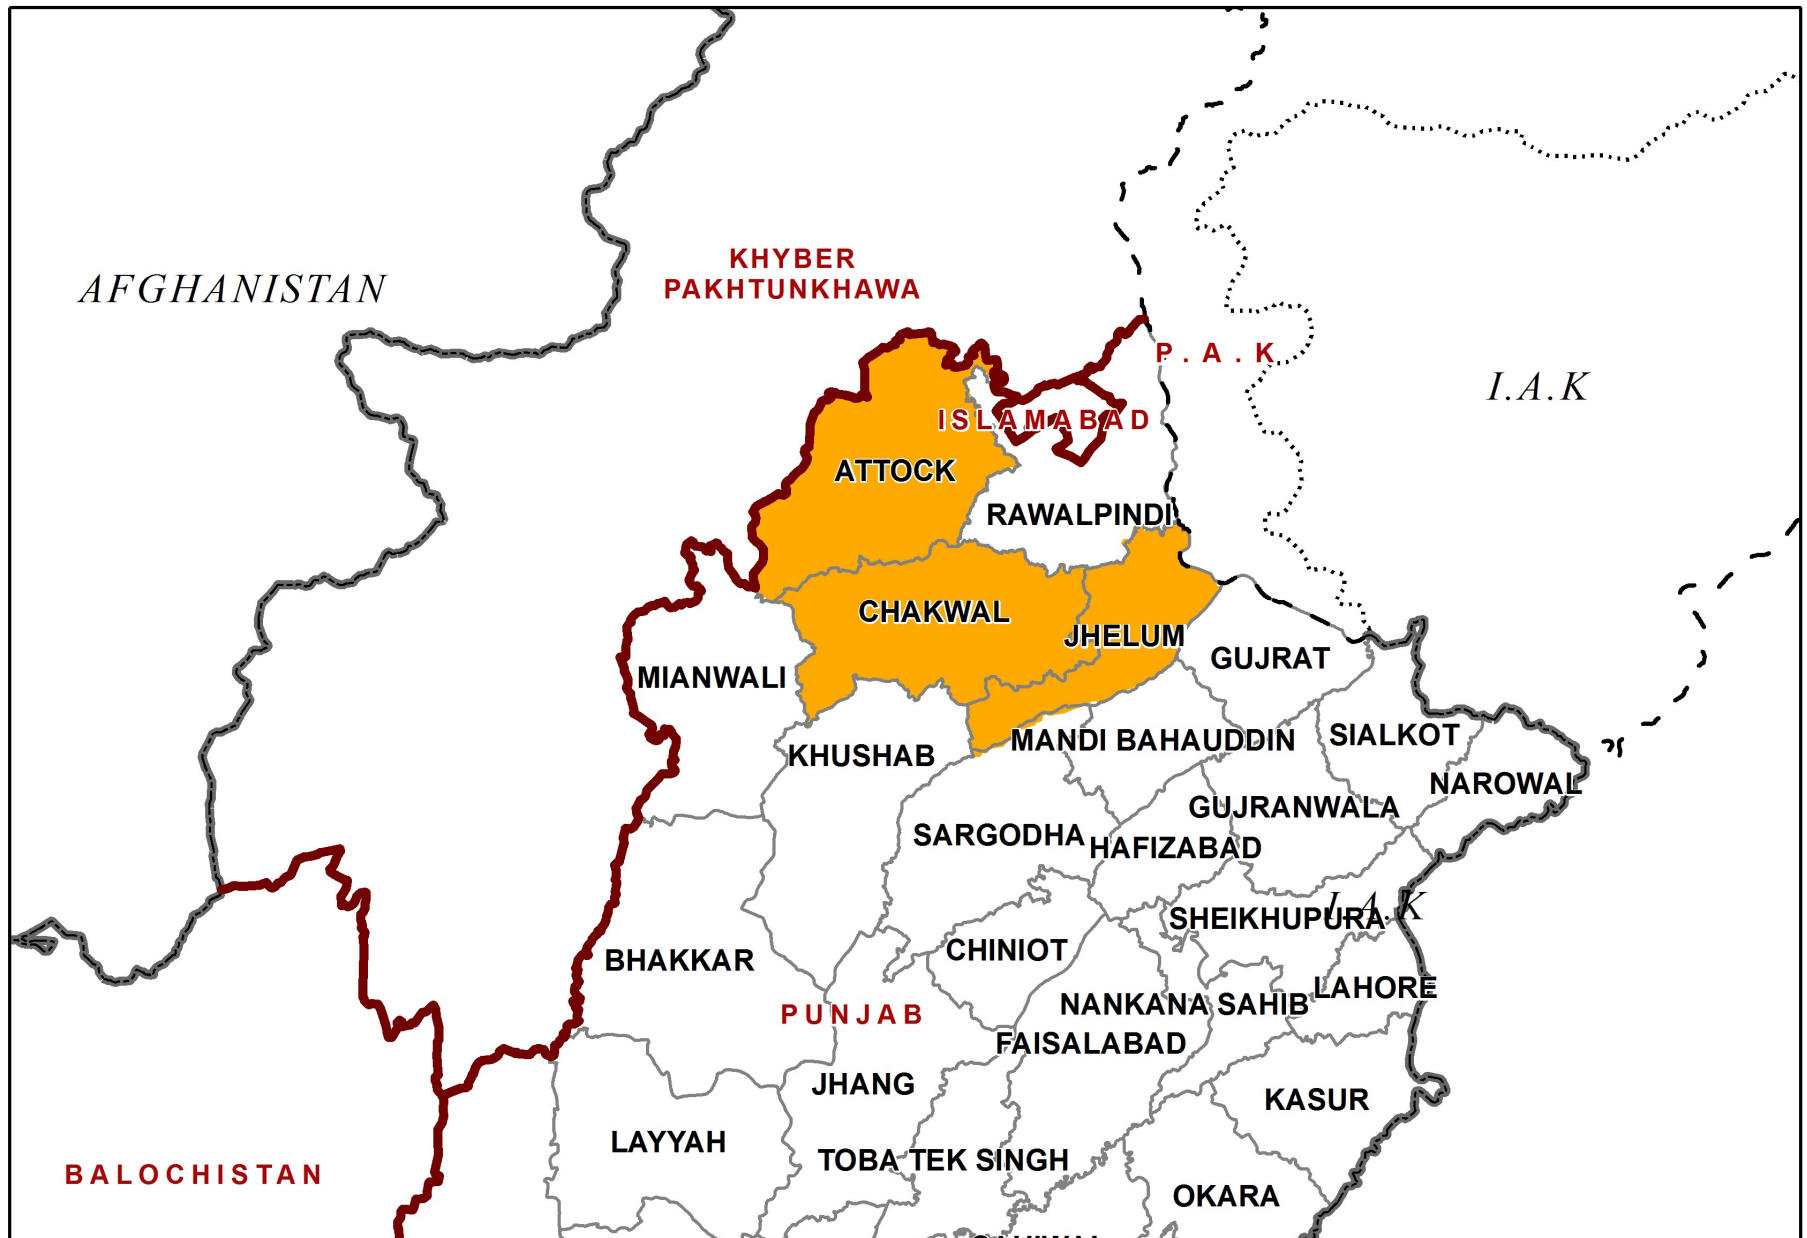 KHYBER
PAKHTUNKHAWA
AFGHANISTAN
P.A.K
I.A.K
ISLAMABAD
ATTOCK
RAWALPINDI
CHAKWAL
JHELUM
GUJRAT
MIANWALI
SIALKOT
MANDI BAHAUDDIN
KHUSHAB
NAROWAL
GUJRANWALA
SARGODHA
HAFIZABAD
I.A.K
SHEIKHUPURA
CHINIOT
BHAKKAR
LAHORE
NANKANA SAHIB
PUNJAB
FAISALABAD
JHANG
KASUR
LAYYAH
TOBA TEK SINGH
BALOCHISTAN
OKARA